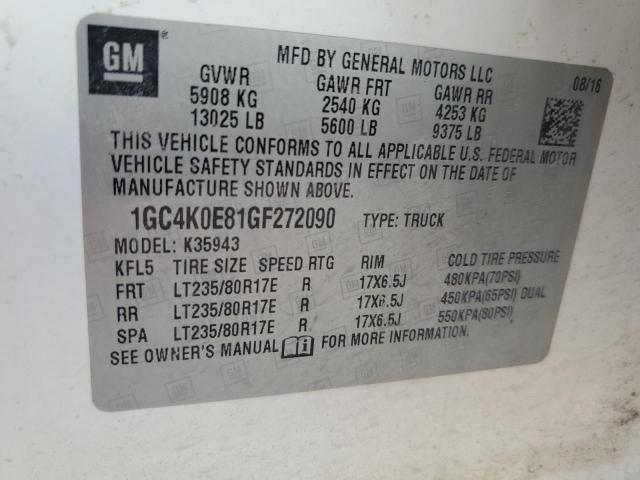 GM
MFD BY GENERAL MOTORS LLC
GVWR GAWR FRT GAWR RR 08/16
5908 KG 2540 KG 4253 KG
13025 LB 5600 LB 9375 LB
THIS VEHICLE CONFORMS TO ALL APPLICABLE U.S. FEDERAL MOTOR
VEHICLE SAFETY STANDARDS IN EFFECT ON THE DATE OF
MANUFACTURE SHOWN ABOVE.
1GC4K0E81GF272090 TYPE: TRUCK
MODEL: K35943
KFL5 TIRE SIZE SPEED RTG RIM COLD TIRE PRESSURE
FRT LT235/80R17E R 17X6.5J 480KPA(70PSI)
RR LT235/80R17E R 17X6.5J 450KPA(65PSI) DUAL
SPA LT235/80R17E R 17X6.5J 550KPA(80PSI)
SEE OWNER'S MANUAL i FOR MORE INFORMATION.